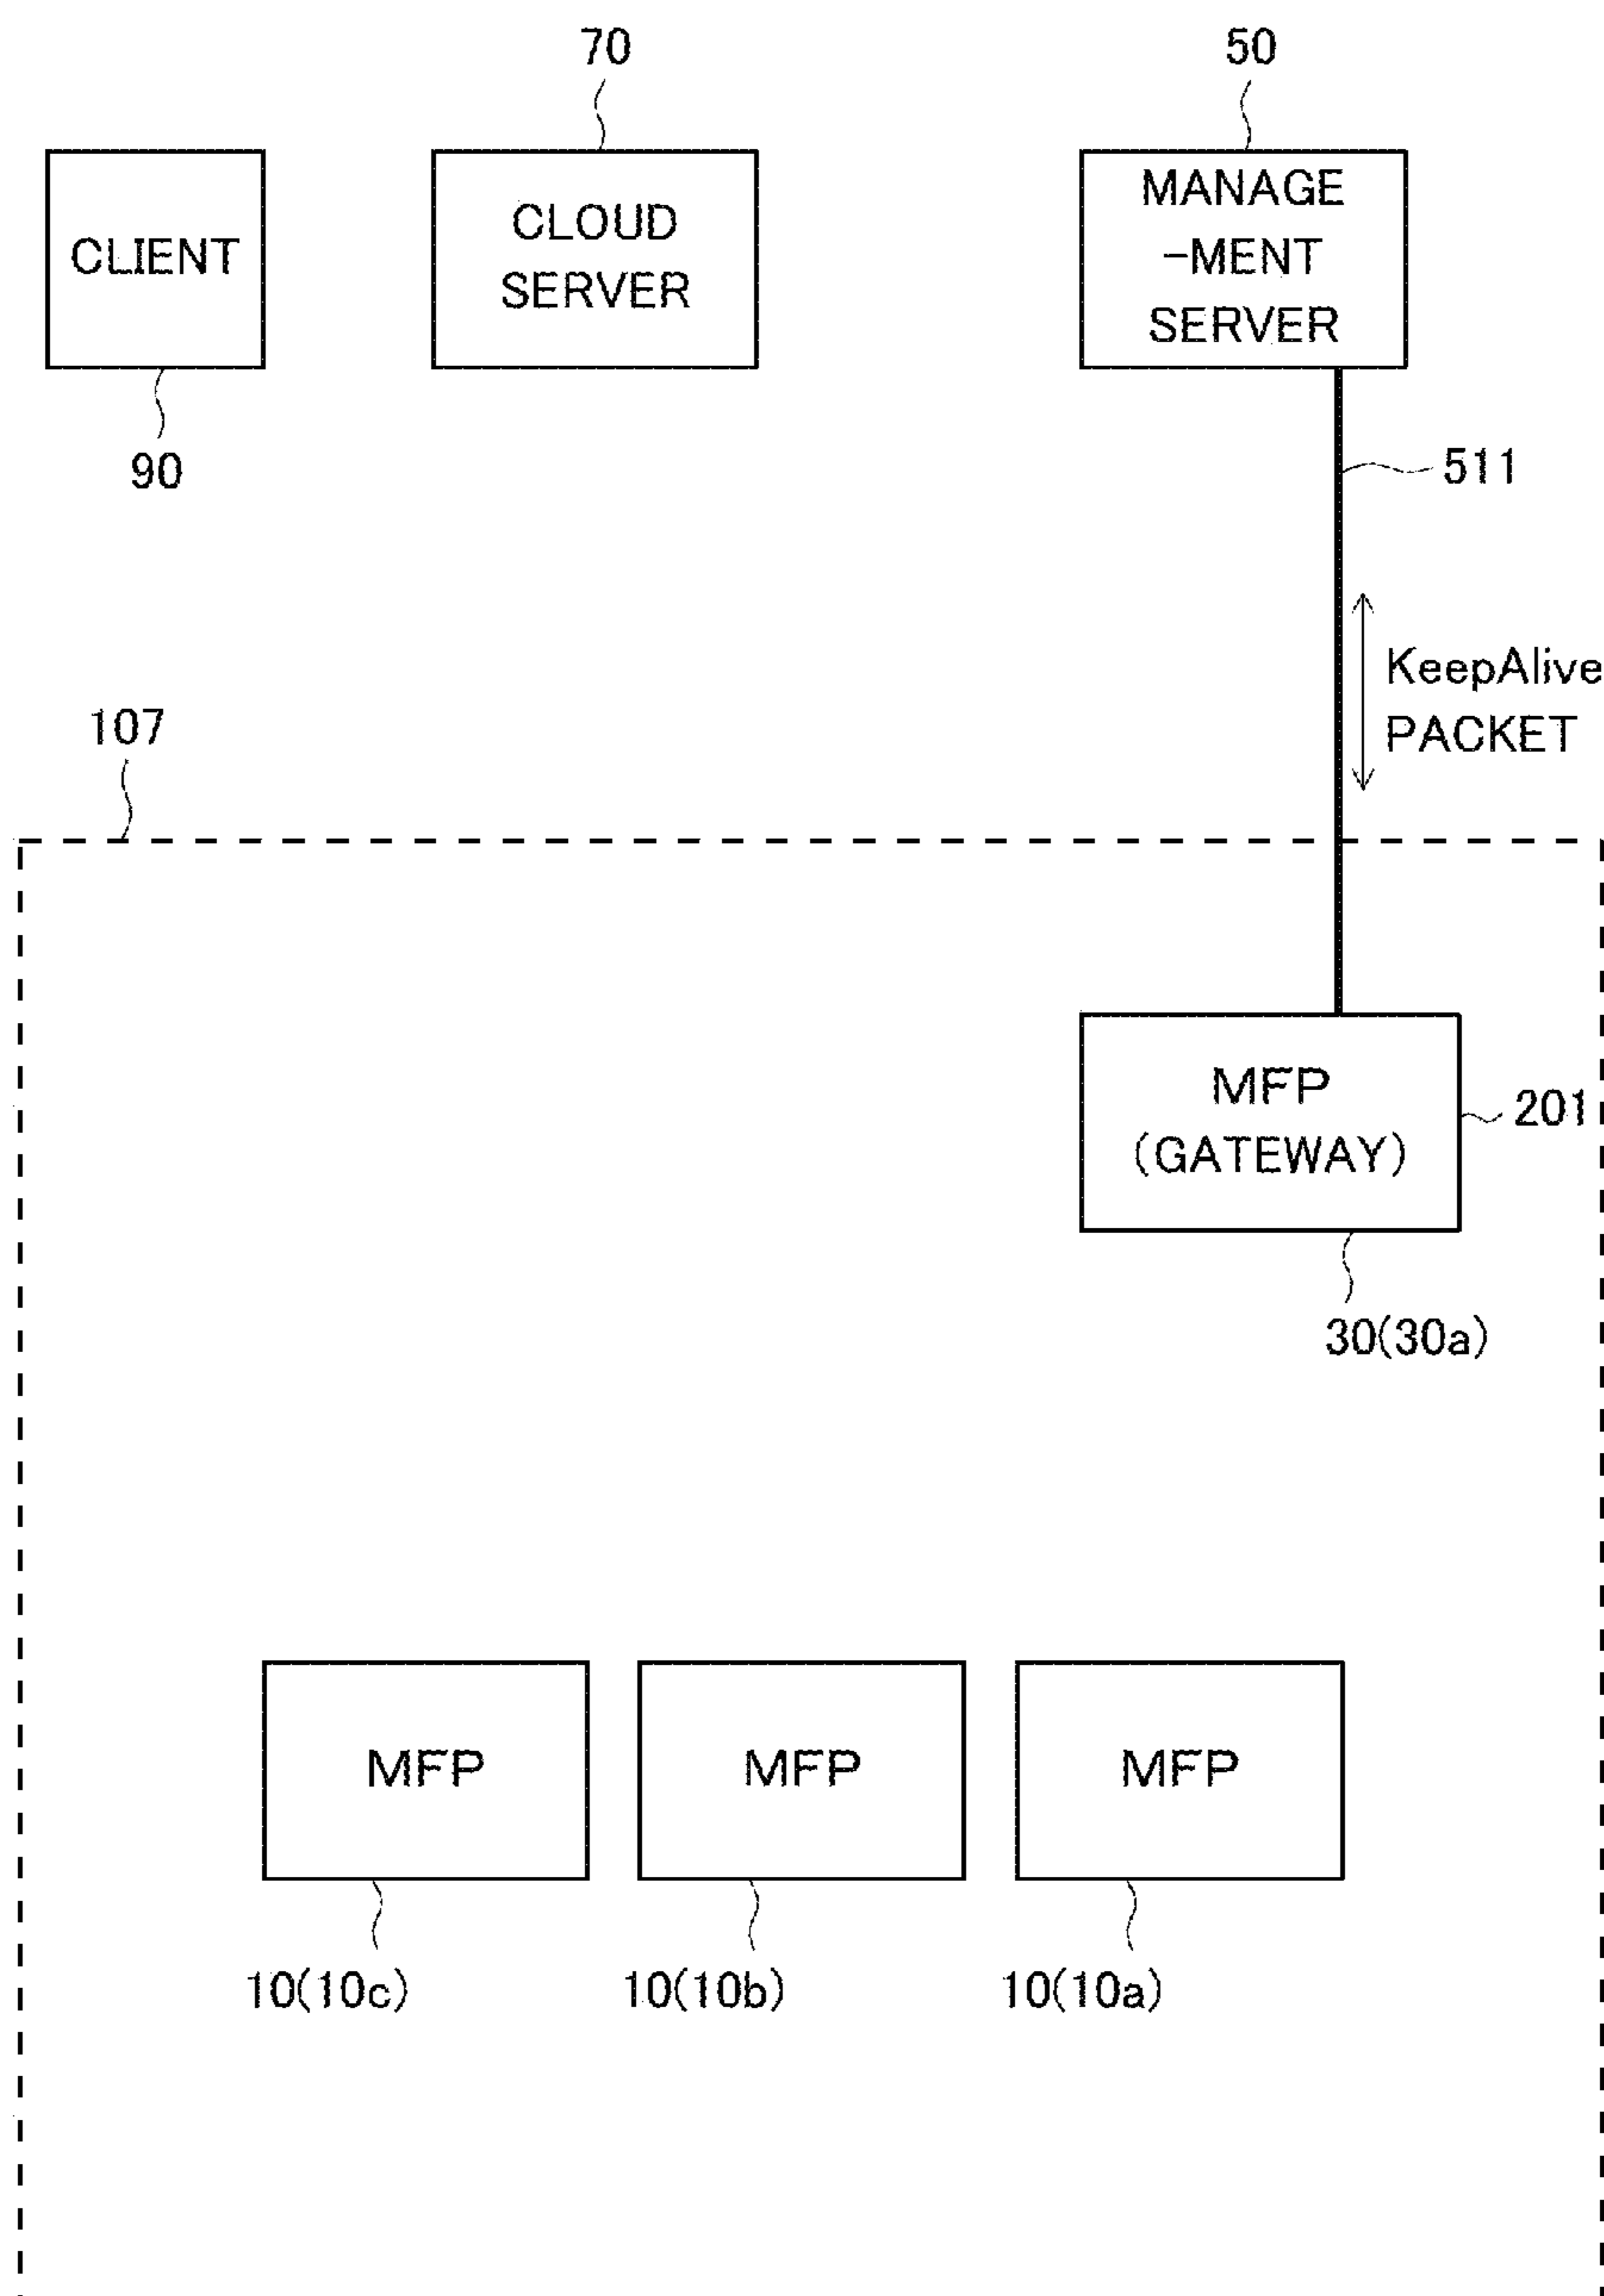 70
50
CLIENT
CLOUD
SERVER
MANAGE
-MENT
SERVER
90
511
KeepAlive
PACKET
107
MFP
(GATEWAY)
201
30(30a)
MFP
MFP
MFP
10(10c)
10(10b)
10(10a)